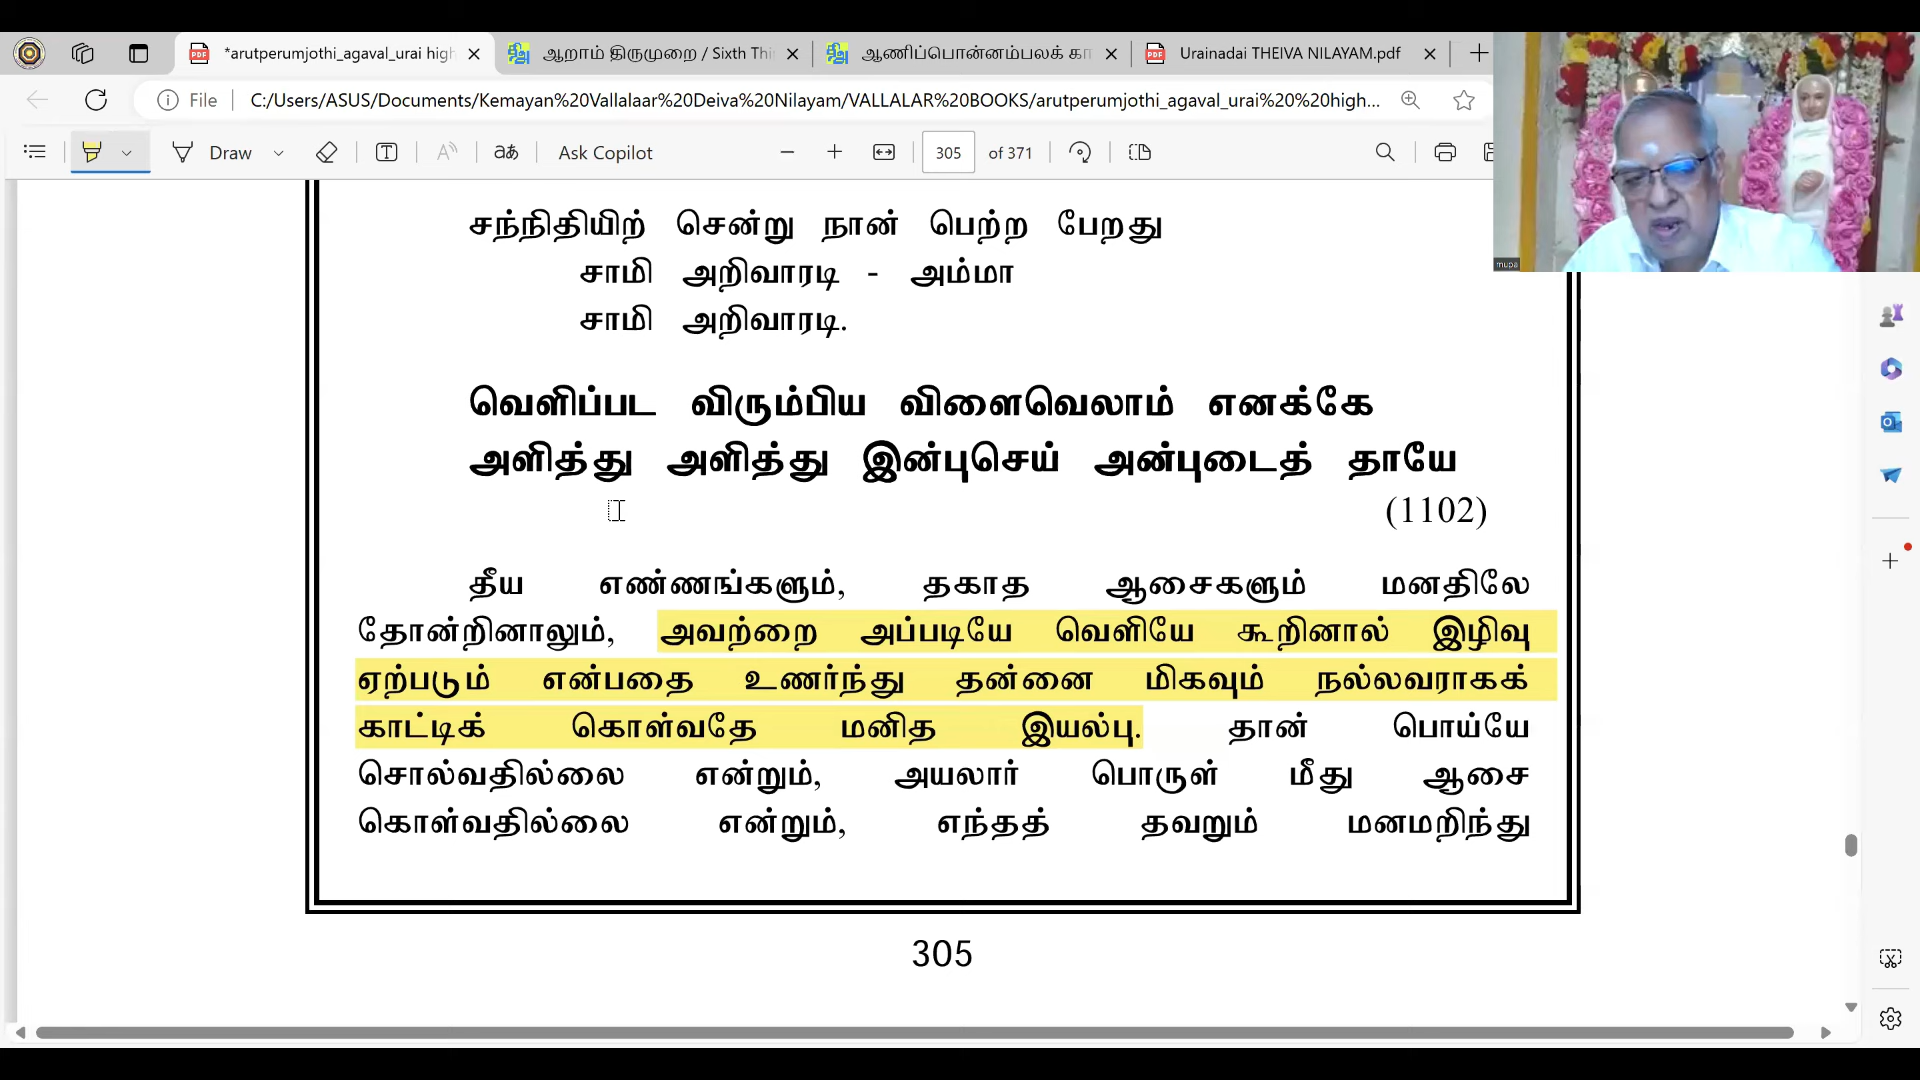 *arutperumjothi_agaval_urai high
ஆறாம் திருமுறை / Sixth Thi
ஆணிப்பொன்னம்பலக் கா
Urainadai THEIVA NILAYAM.pdf
File
C:/Users/ASUS/Documents/Kemayan%20Vallalaar%20Deiva%20Nilayam/VALLALAR%20BOOKS/arutperumjothi_agaval_urai%20%20high...
Draw
aあ
Ask Copilot
305 of 371
mupa
சந்நிதியிற் சென்று நான் பெற்ற பேறது
சாமி அறிவாரடி - அம்மா
சாமி அறிவாரடி.
வெளிப்பட விரும்பிய விளைவெலாம் எனக்கே
அளித்து அளித்து இன்புசெய் அன்புடைத் தாயே
(1102)
தீய எண்ணங்களும், தகாத ஆசைகளும் மனதிலே
தோன்றினாலும், அவற்றை அப்படியே வெளியே கூறினால் இழிவு
ஏற்படும் என்பதை உணர்ந்து தன்னை மிகவும் நல்லவராகக்
காட்டிக் கொள்வதே மனித இயல்பு. தான் பொய்யே
சொல்வதில்லை என்றும், அயலார் பொருள் மீது ஆசை
கொள்வதில்லை என்றும், எந்தத் தவறும் மனமறிந்து
305